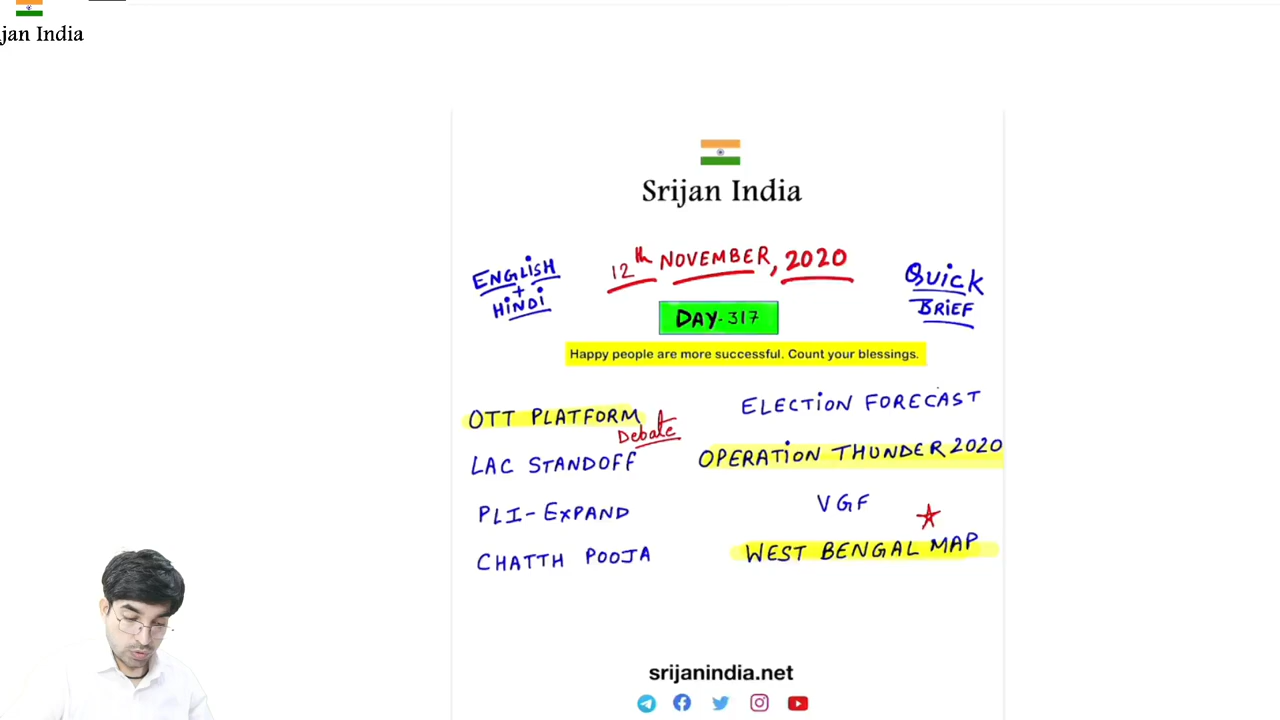 jan India
Srijan India
ENGLISH
+
HINDI
12th NOVEMBER, 2020
QUICK
BRIEF
DAY-317
Happy people are more successful. Count your blessings.
OTT PLATFORM
Debate
LAC STANDOFF
PLI-EXPAND
CHATTH POOJA
ELECTION FORECAST
OPERATION THUNDER 2020
VGF
WEST BENGAL MAP
srijanindia.net